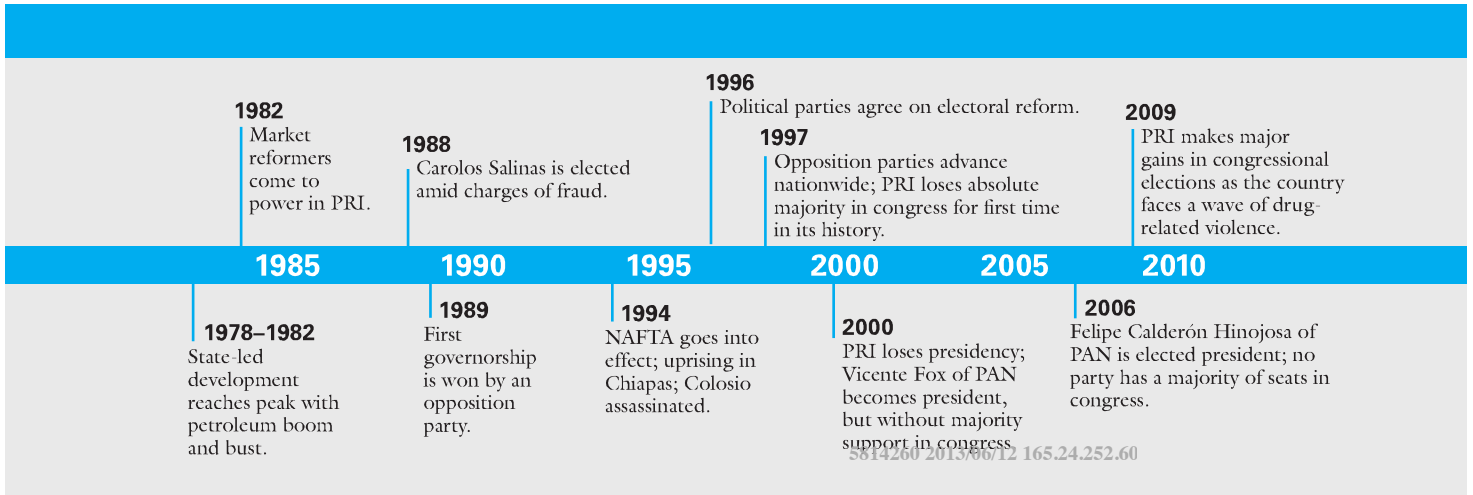 1982
Market
reformers
come to
power in PRI.
1988
Carolos Salinas is elected
amid charges of fraud.
1996
Political parties agree on electoral reform.
1997
Opposition parties advance
nationwide; PRI loses absolute
majority in congress for first time
in its history.
2009
PRI makes major
gains in congressional
elections as the country
faces a wave of drug-
related violence.
1985 1990 1995 2000 2005 2010
1978–1982
State-led
development
reaches peak with
petroleum boom
and bust.
1989
First
governorship
is won by an
opposition
party.
1994
NAFTA goes into
effect; uprising in
Chiapas; Colosio
assassinated.
2000
PRI loses presidency;
Vicente Fox of PAN
becomes president,
but without majority
support in congress.
2006
Felipe Calderón Hinojosa of
PAN is elected president; no
party has a majority of seats in
congress.
5814260 2013/06/12 165.24.252.60